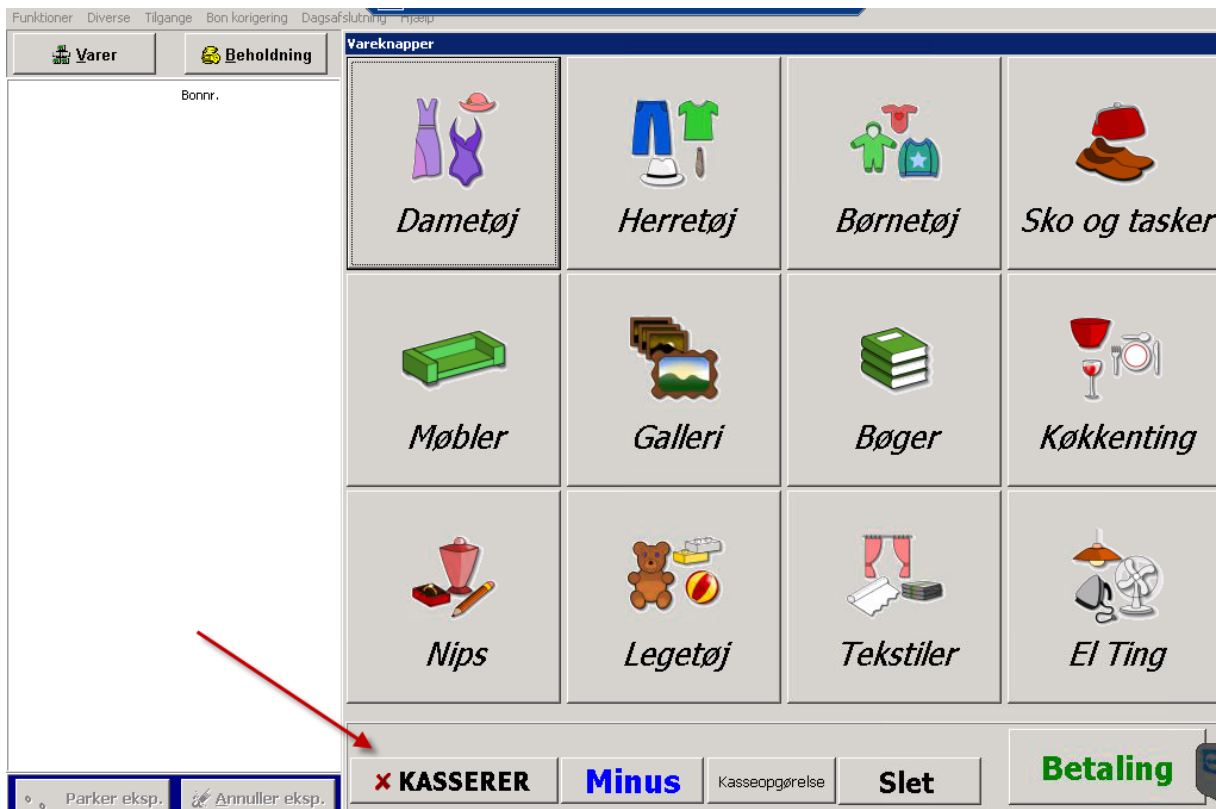 Funktioner Diverse Tilgange Bon korigering Dagsafslutning Hjælp
Varer Beholdning
Vareknapper
Bonnr.
Dametøj Herretøj Børnetøj Sko og tasker
Møbler Galleri Bøger Køkkenting
Nips Legetøj Tekstiler El Ting
KASSERER Minus Kasseopgørelse Slet Betaling
Parker eksp. Annuller eksp.